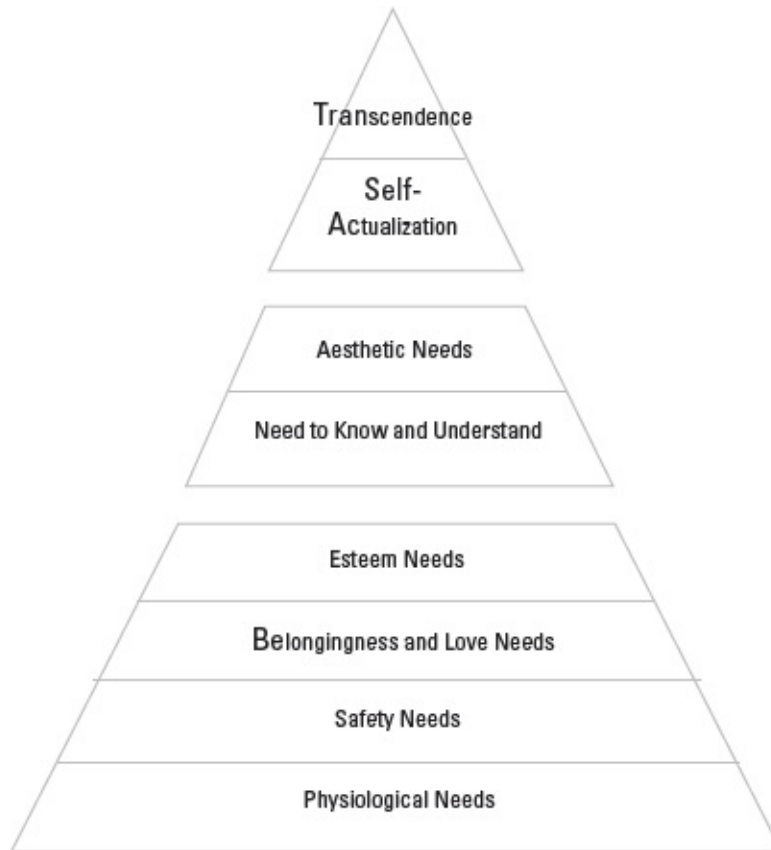 Transcendence
Self-
Actualization
Aesthetic Needs
Need to Know and Understand
Esteem Needs
Belongingness and Love Needs
Safety Needs
Physiological Needs